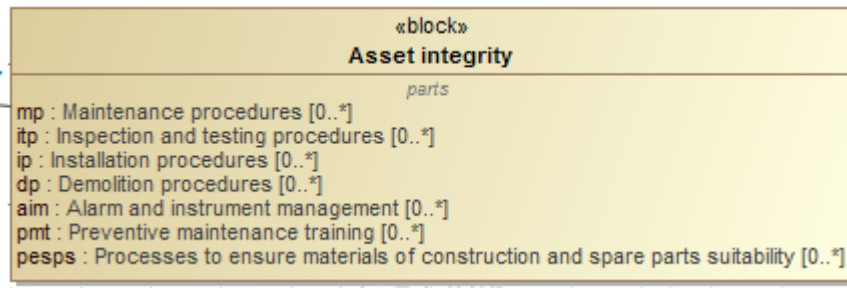 «block»
Asset integrity
parts
mp : Maintenance procedures [0..*]
itp : Inspection and testing procedures [0..*]
ip : Installation procedures [0..*]
dp : Demolition procedures [0..*]
aim : Alarm and instrument management [0..*]
pmt : Preventive maintenance training [0..*]
pesps : Processes to ensure materials of construction and spare parts suitability [0..*]